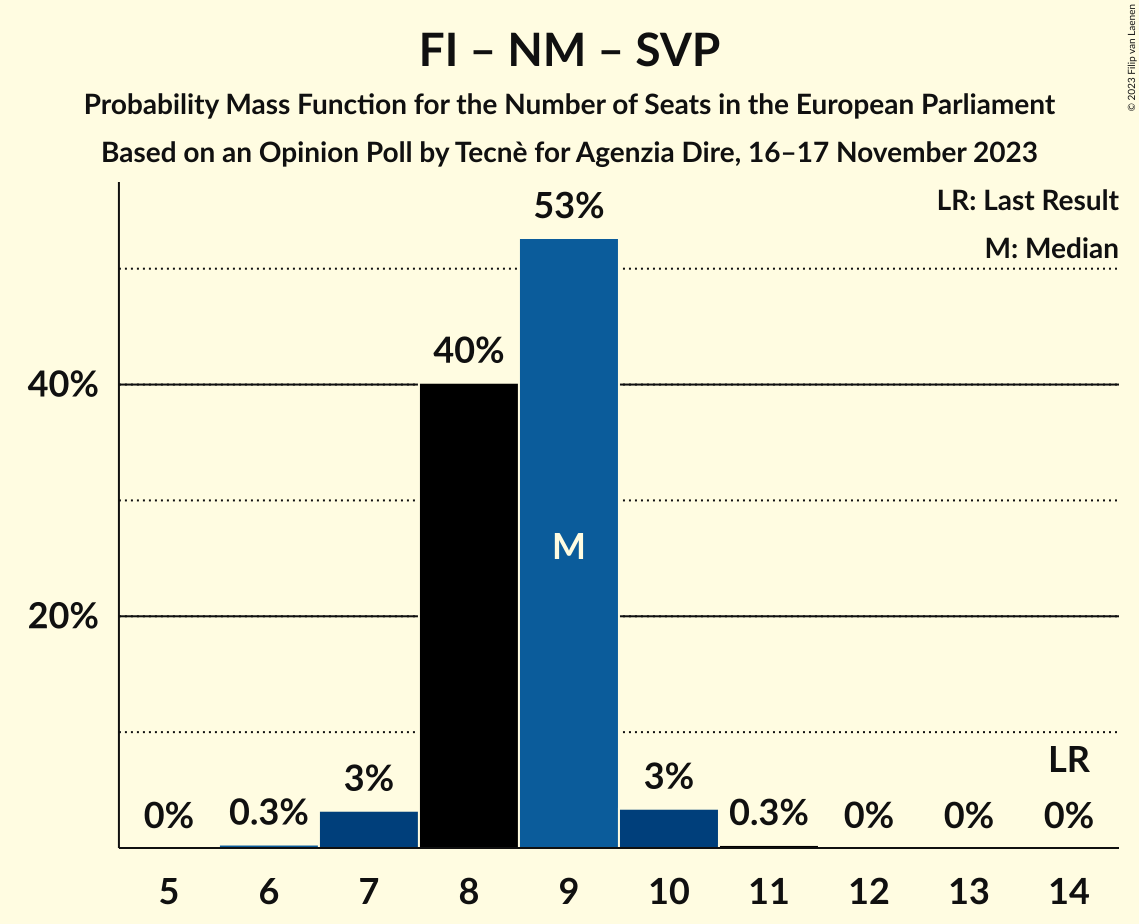 FI – NM – SVP
Probability Mass Function for the Number of Seats in the European Parliament
Based on an Opinion Poll by Tecnè for Agenzia Dire, 16–17 November 2023
© 2023 Filip van Laenen
LR: Last Result
M: Median
53%
40%
40%
M
20%
LR
0%
0.3%
3%
3%
0.3%
0%
0%
0%
5
6
7
8
9
10
11
12
13
14